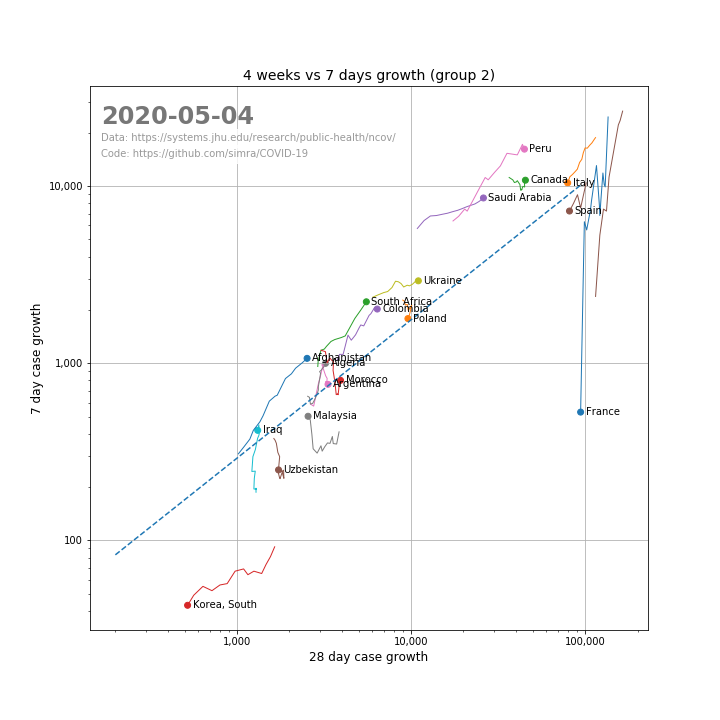 4 weeks vs 7 days growth (group 2)
2020-05-04
Data: https://systems.jhu.edu/research/public-health/ncov/
Code: https://github.com/simra/COVID-19
Peru
Canada
Italy
Saudi Arabia
Spain
Ukraine
South Africa
Colombia
Poland
Afghanistan
Algeria
Morocco
Argentina
France
Malaysia
Iraq
Uzbekistan
Korea, South
10,000
1,000
100
7 day case growth
1,000
10,000
100,000
28 day case growth